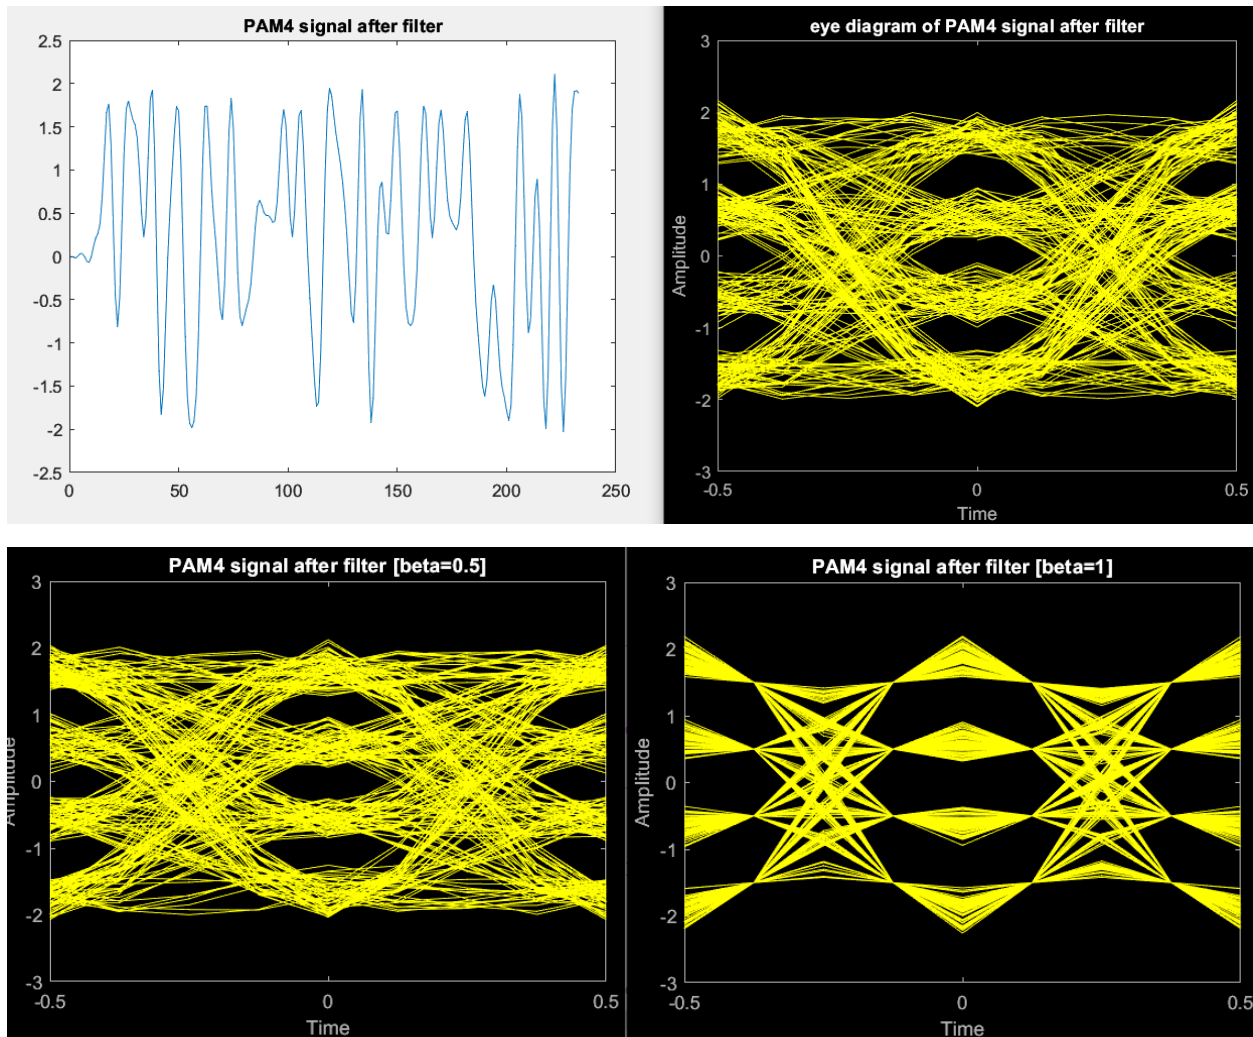 PAM4 signal after filter
2.5
2
1.5
1
0.5
0
-0.5
-1
-1.5
-2
-2.5
0 50 100 150 200 250
eye diagram of PAM4 signal after filter
3
2
1
0
-1
-2
-3
Amplitude
-0.5 0 0.5
Time
PAM4 signal after filter [beta=0.5]
3
2
1
0
-1
-2
-3
Amplitude
-0.5 0 0.5
Time
PAM4 signal after filter [beta=1]
3
2
1
0
-1
-2
-3
Amplitude
-0.5 0 0.5
Time